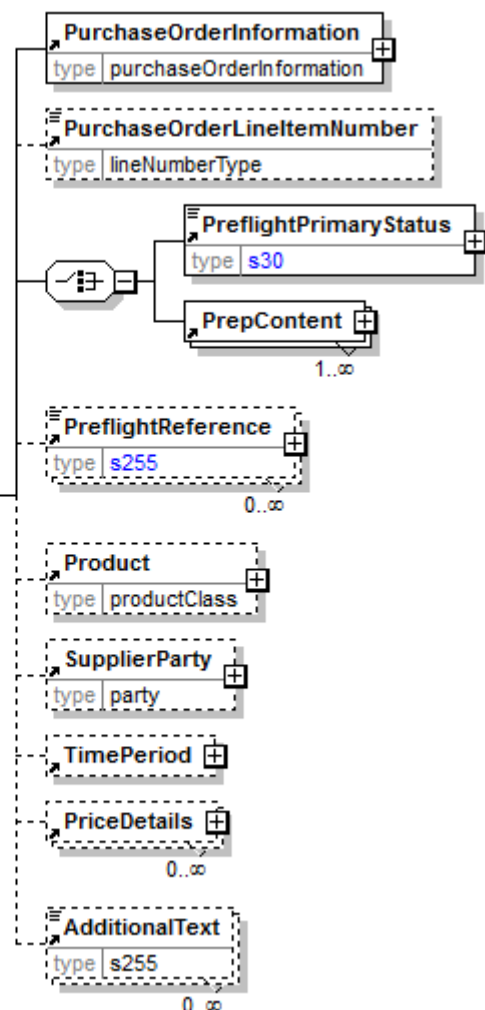 PurchaseOrderInformation
type purchaseOrderInformation
PurchaseOrderLineItemNumber
type lineNumberType
PreflightPrimaryStatus
type s30
PrepContent
1..∞
PreflightReference
type s255
0..∞
Product
type productClass
SupplierParty
type party
TimePeriod
PriceDetails
0..∞
AdditionalText
type s255
0..∞